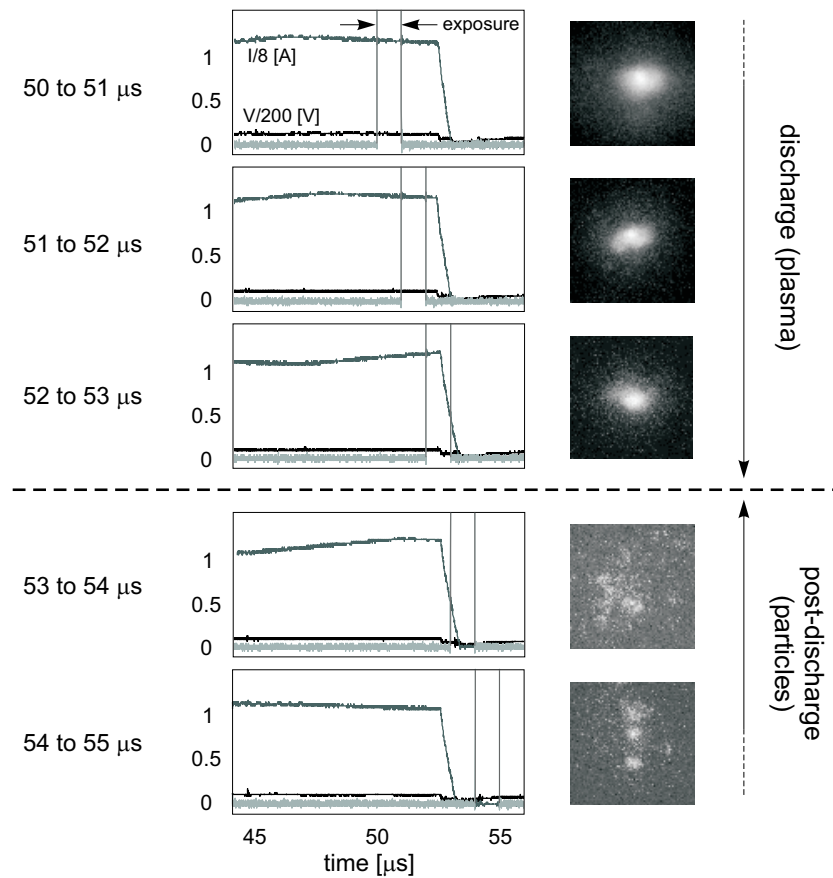 exposure
1
I/8 [A]
50 to 51 μs
0.5
V/200 [V]
0
1
51 to 52 μs
0.5
0
1
52 to 53 μs
0.5
0
discharge (plasma)
1
53 to 54 μs
0.5
0
1
54 to 55 μs
0.5
0
post-discharge
(particles)
45
50
55
time [μs]